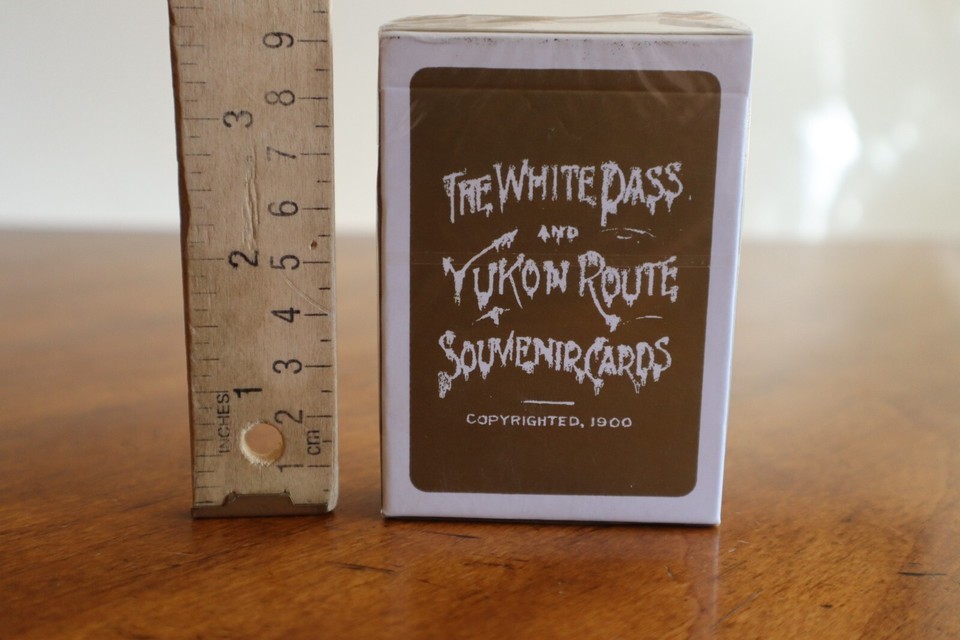 THE WHITE PASS
AND
YUKON ROUTE
SOUVENIR CARDS
COPYRIGHTED, 1900
9
8
7
6
5
4
3
2
1
cm
3
2
1
INCHES